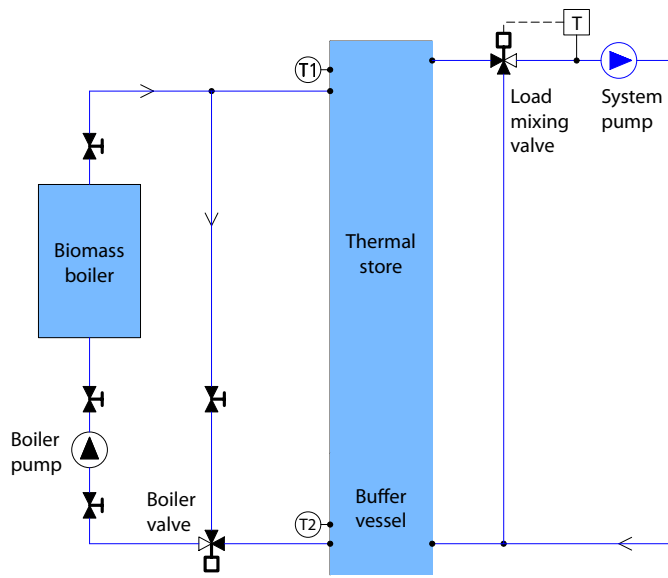 T
T1
Load
mixing
valve
System
pump
Biomass
boiler
Thermal
store
Boiler
pump
Boiler
valve
T2
Buffer
vessel